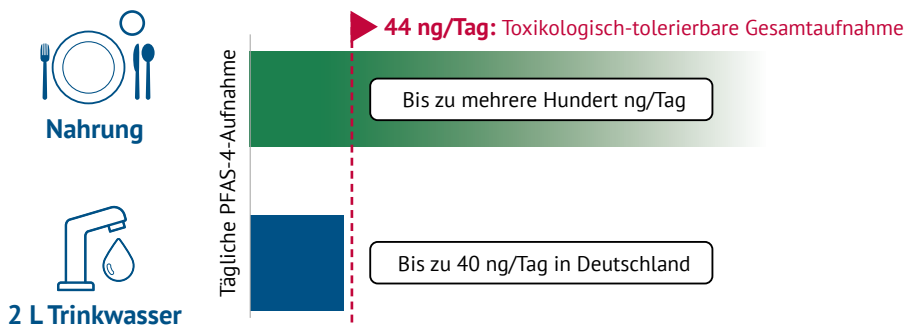 44 ng/Tag: Toxikologisch-tolerierbare Gesamtaufnahme
Nahrung
Tägliche PFAS-4-Aufnahme
Bis zu mehrere Hundert ng/Tag
2 L Trinkwasser
Bis zu 40 ng/Tag in Deutschland